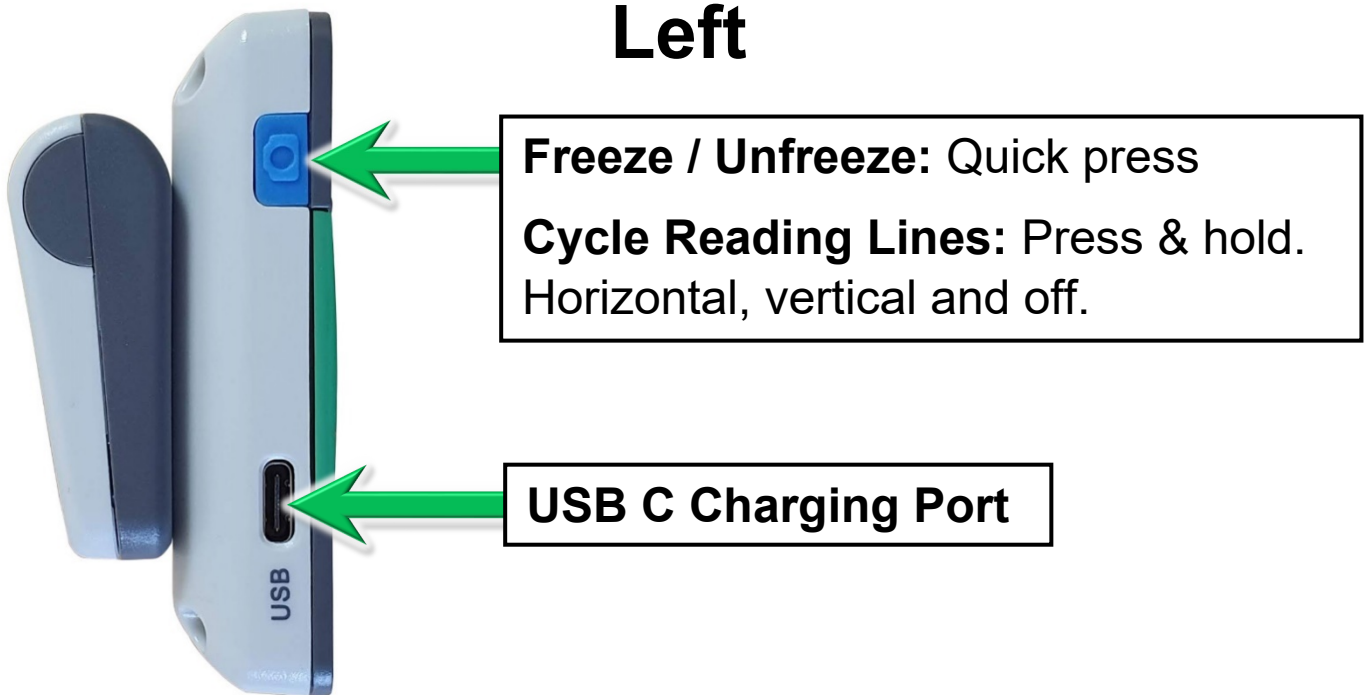 Left
Freeze / Unfreeze: Quick press
Cycle Reading Lines: Press & hold.
Horizontal, vertical and off.
USB C Charging Port
USB